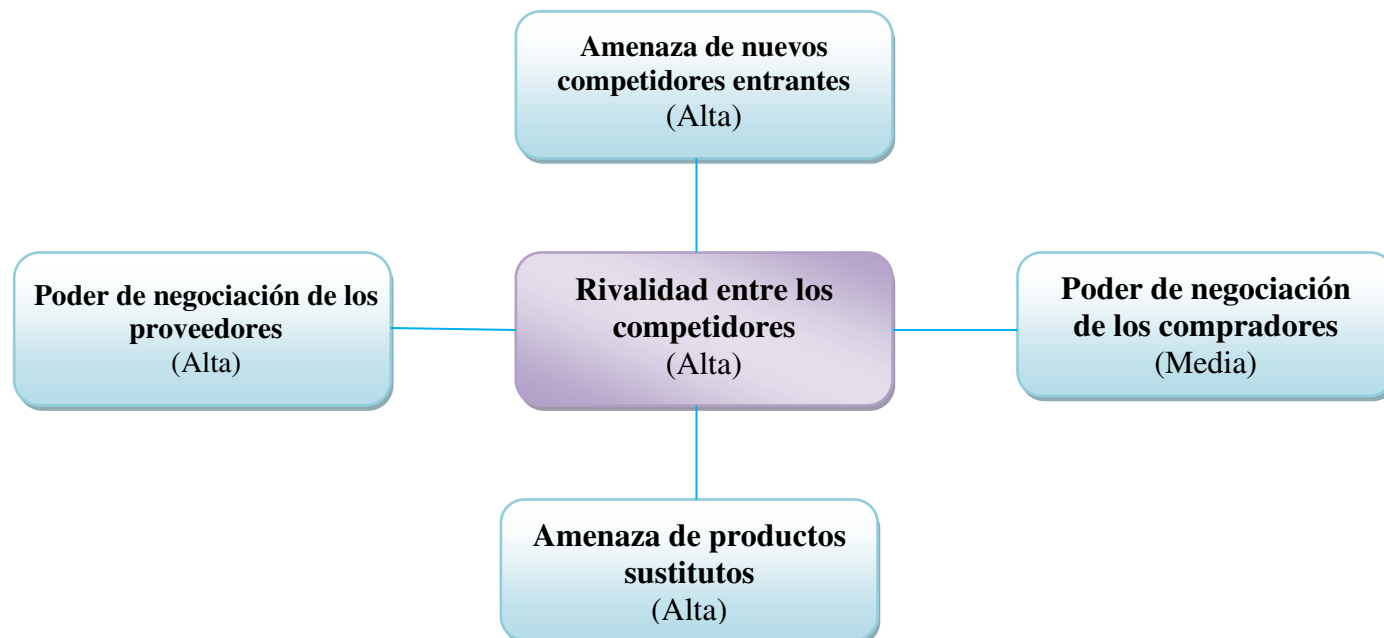 Amenaza de nuevos
competidores entrantes
(Alta)
Poder de negociación de los
proveedores
(Alta)
Rivalidad entre los
competidores
(Alta)
Poder de negociación
de los compradores
(Media)
Amenaza de productos
sustitutos
(Alta)